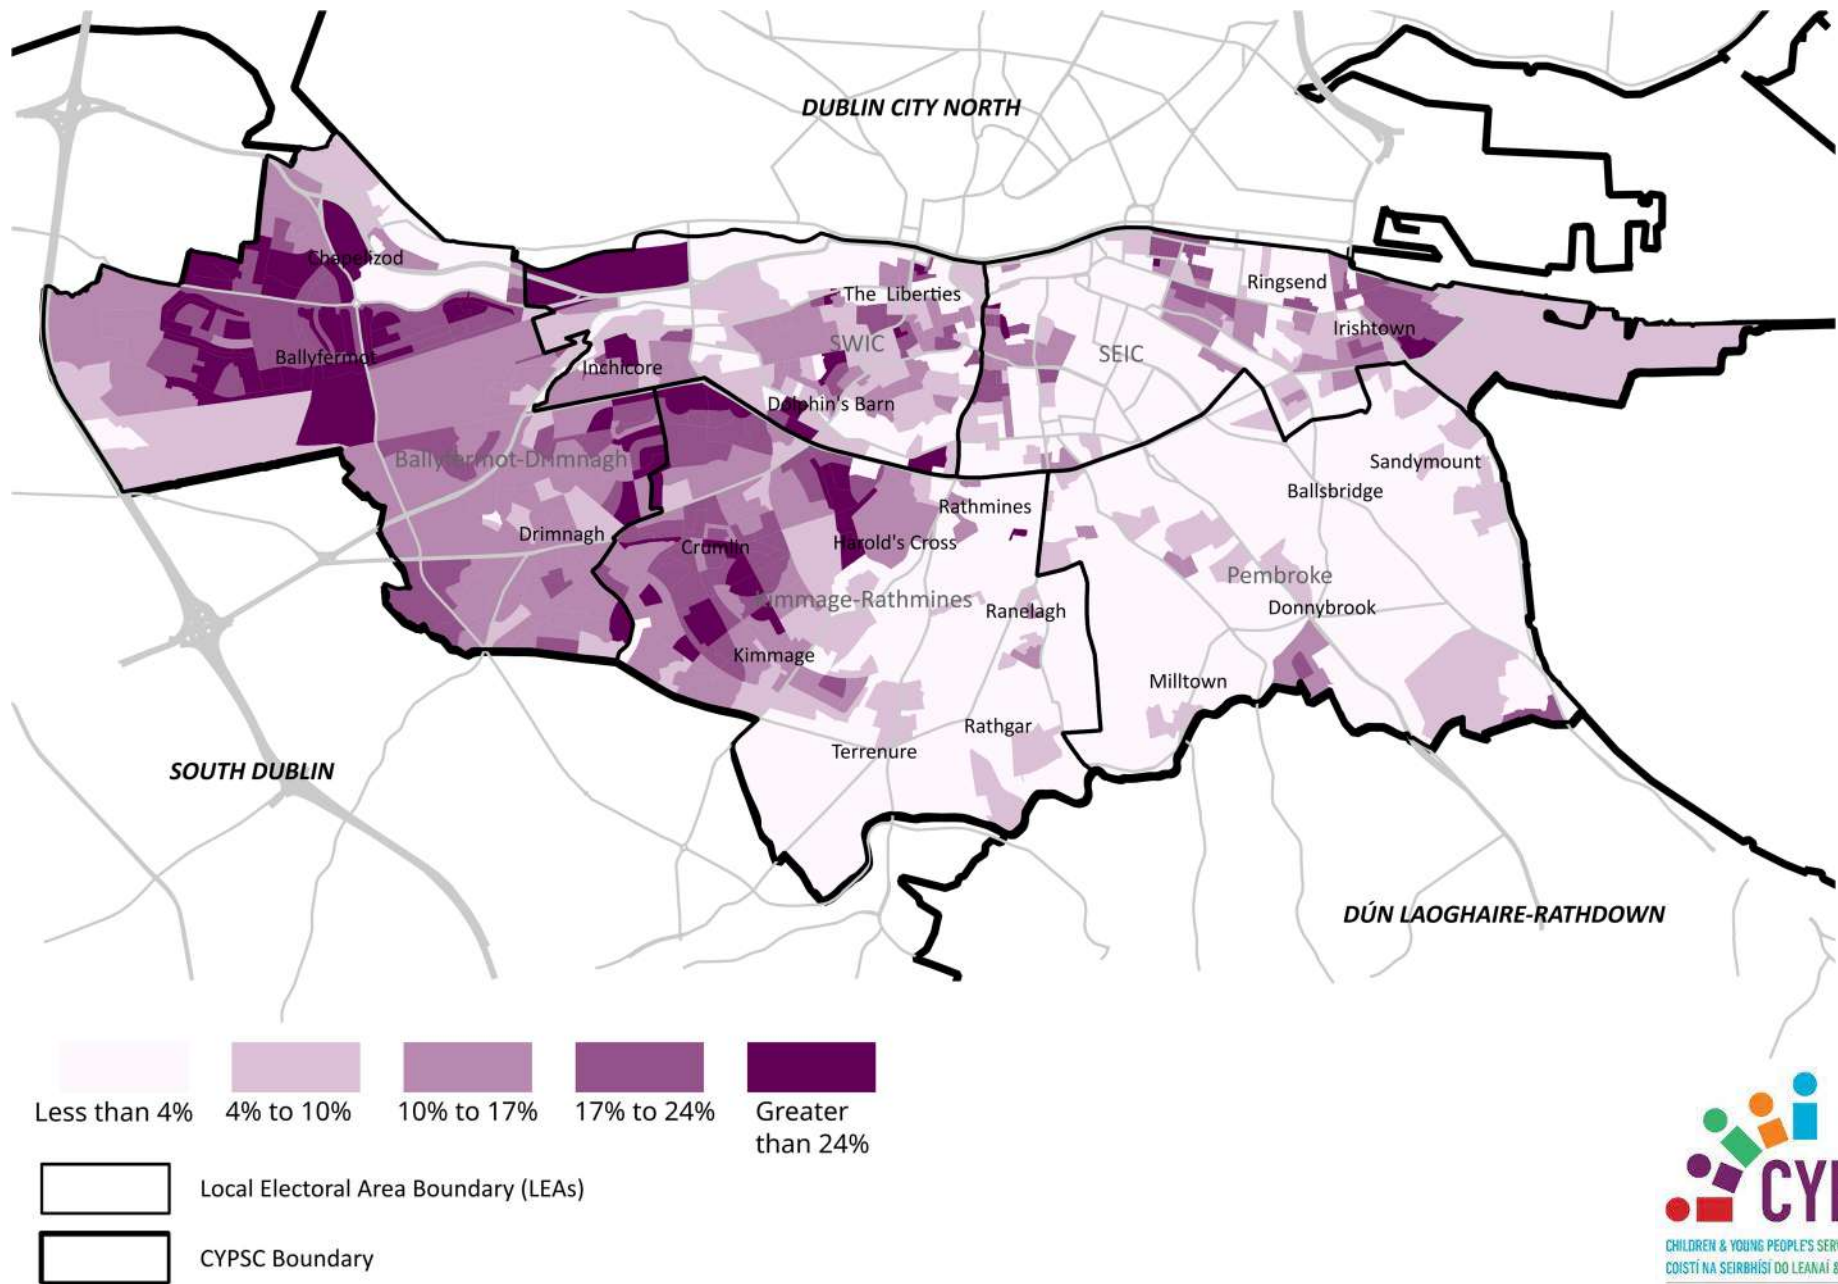 DUBLIN CITY NORTH
Chapelizod
Ringsend
The Liberties
Irishtown
SWIC
SEIC
Ballyfermot
Inchicore
Dolphin's Barn
Ballyfermot-Drimnagh
Sandymount
Ballsbridge
Rathmines
Drimnagh
Crumlin
Harold's Cross
Pembroke
Kimmage-Rathmines
Donnybrook
Ranelagh
Kimmage
Milltown
Rathgar
Terrenure
SOUTH DUBLIN
DÚN LAOGHAIRE-RATHDOWN
Less than 4%
4% to 10%
10% to 17%
17% to 24%
Greater
than 24%
Local Electoral Area Boundary (LEAs)
CYPSC Boundary
CHILDREN & YOUNG PEOPLE'S
COISTÍ NA SEIRBHÍSÍ DO LEANAÍ